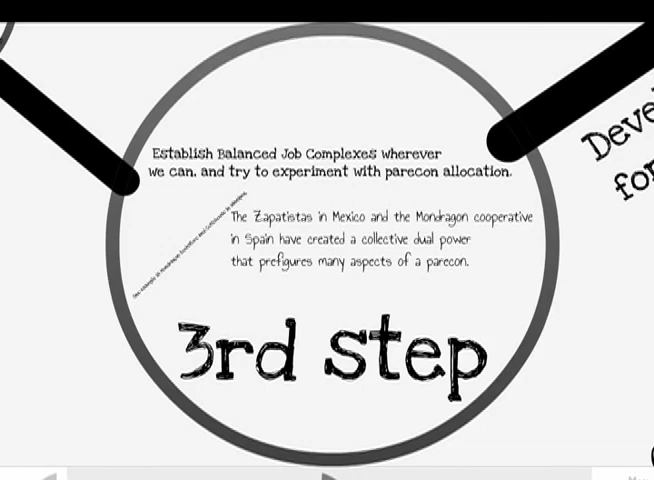 Establish Balanced Job Complexes wherever
we can, and try to experiment with parecon allocation.
The Zapatistas in Mexico and the Mondragon cooperative
in Spain have created a collective dual power
that prefigures many aspects of a parecon.
3rd step
for